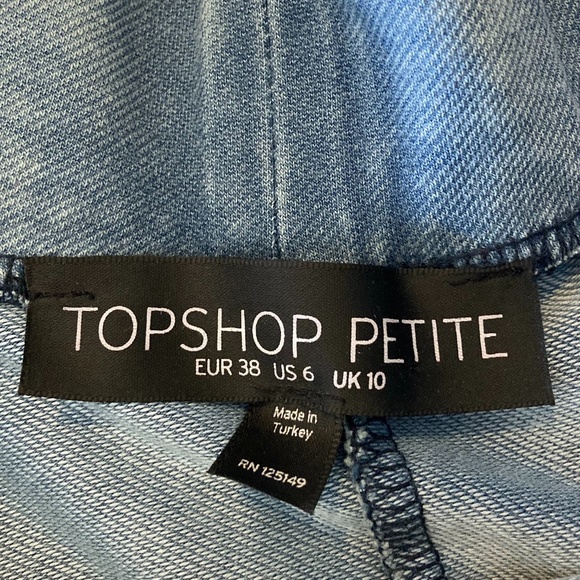 TOPSHOP PETITE
EUR 38 US 6 UK 10
Made in
Turkey
RN 125149